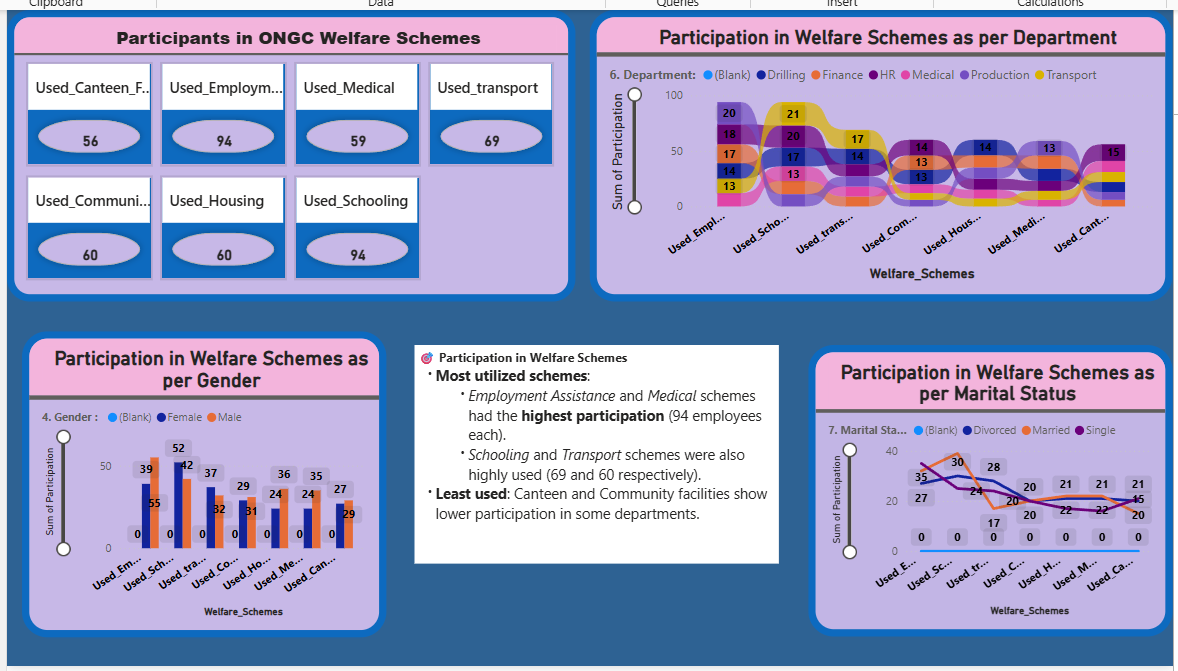 Clipboard
Data
Queries
Insert
Calculations
Participants in ONGC Welfare Schemes
Used_Canteen_F...
56
Used_Employm...
94
Used_Medical
59
Used_transport
69
Used_Communi...
60
Used_Housing
60
Used_Schooling
94
Participation in Welfare Schemes as per Department
6. Department: (Blank) Drilling Finance HR Medical Production Transport
Sum of Participation
100
50
0
20
18
17
14
13
21
20
17
13
17
14
14
13
13
14
13
15
Used_Empl...
Used_Scho...
Used_trans...
Used_Com...
Used_Hous...
Used_Medi...
Used_Cant...
Welfare_Schemes
Participation in Welfare Schemes as
per Gender
4. Gender : (Blank) Female Male
Sum of Participation
50
0
39
55
52
42
37
32
29
31
24
36
24
35
27
29
0
0
0
0
0
0
0
Used_Em...
Used_Sch...
Used_tra...
Used_Co...
Used_Ho...
Used_Me...
Used_Can...
Welfare_Schemes
🎯 Participation in Welfare Schemes
• Most utilized schemes:
• Employment Assistance and Medical schemes
had the highest participation (94 employees
each).
• Schooling and Transport schemes were also
highly used (69 and 60 respectively).
• Least used: Canteen and Community facilities show
lower participation in some departments.
Participation in Welfare Schemes as
per Marital Status
7. Marital Sta... (Blank) Divorced Married Single
Sum of Participation
40
20
0
35
27
30
24
28
17
20
20
20
21
22
21
22
21
15
20
0
0
0
0
0
0
0
Used_E...
Used_Sc...
Used_tr...
Used_C...
Used_H...
Used_M...
Used_Ca...
Welfare_Schemes